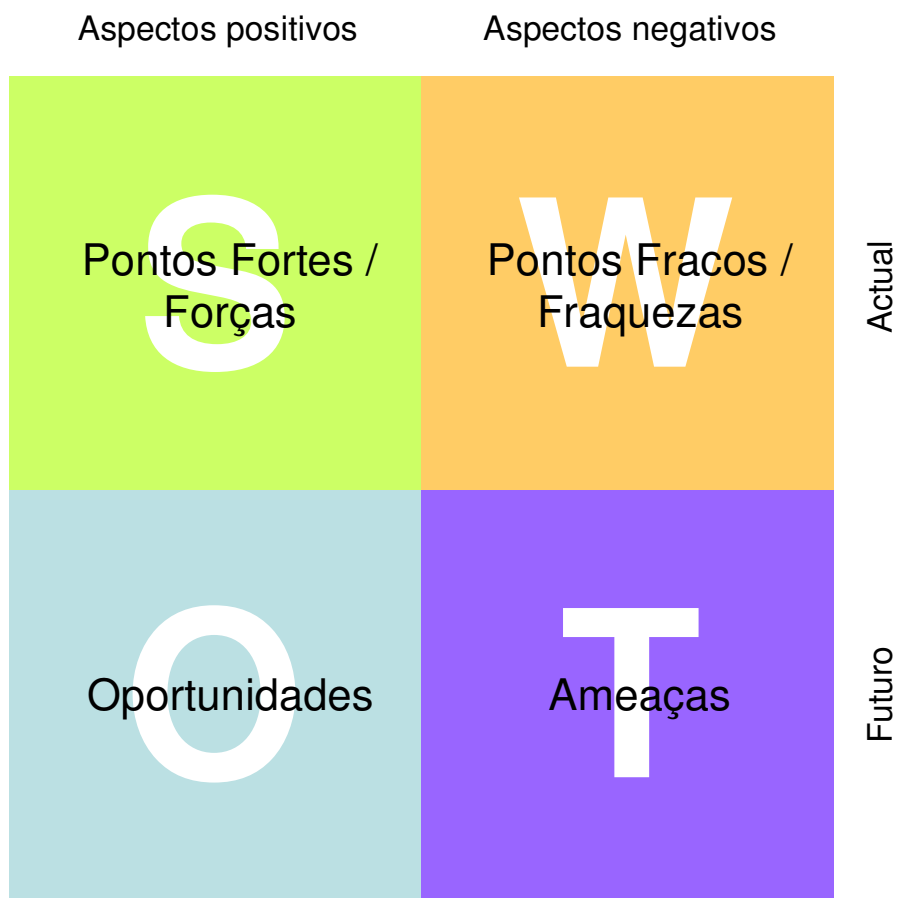 Aspectos positivos
Aspectos negativos
S
Pontos Fortes /
Forças
W
Pontos Fracos /
Fraquezas
Actual
O
Oportunidades
T
Ameaças
Futuro